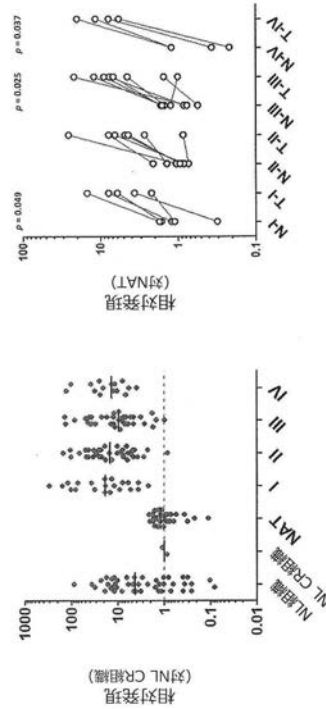 相対発現
(対NL CR組織)
1000
100
10
1
0.1
0.01
NL組織
NL CR組織
NAT
I
II
III
IV
相対発現
(対NAT)
100
10
1
0.1
p = 0.049
p = 0.025
p = 0.037
N-I
T-I
N-II
T-II
N-III
T-III
N-IV
T-IV